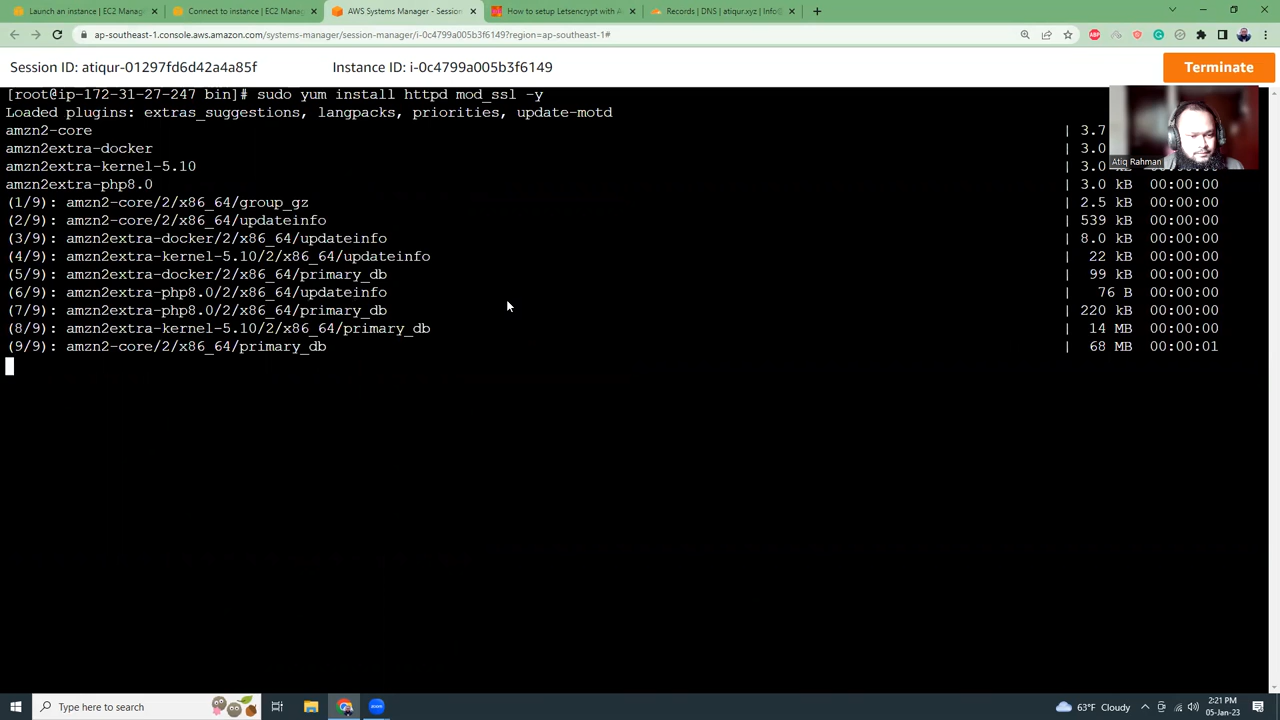 Launch an instance | EC2 Manag
Connect to instance | EC2 Manag
AWS Systems Manager - Session
How to setup Letsencrypt with A
Records | DNS | atiqur.xyz | Info@
ap-southeast-1.console.aws.amazon.com/systems-manager/session-manager/i-0c4799a005b3f6149?region=ap-southeast-1#
Session ID: atiqur-01297fd6d42a4a85f
Instance ID: i-0c4799a005b3f6149
Terminate
[root@ip-172-31-27-247 bin]# sudo yum install httpd mod_ssl -y
Loaded plugins: extras_suggestions, langpacks, priorities, update-motd
amzn2-core | 3.7
amzn2extra-docker | 3.0
amzn2extra-kernel-5.10 | 3.0
amzn2extra-php8.0 | 3.0 kB 00:00:00
(1/9): amzn2-core/2/x86_64/group_gz | 2.5 kB 00:00:00
(2/9): amzn2-core/2/x86_64/updateinfo | 539 kB 00:00:00
(3/9): amzn2extra-docker/2/x86_64/updateinfo | 8.0 kB 00:00:00
(4/9): amzn2extra-kernel-5.10/2/x86_64/updateinfo | 22 kB 00:00:00
(5/9): amzn2extra-docker/2/x86_64/primary_db | 99 kB 00:00:00
(6/9): amzn2extra-php8.0/2/x86_64/updateinfo | 76 B 00:00:00
(7/9): amzn2extra-php8.0/2/x86_64/primary_db | 220 kB 00:00:00
(8/9): amzn2extra-kernel-5.10/2/x86_64/primary_db | 14 MB 00:00:00
(9/9): amzn2-core/2/x86_64/primary_db | 68 MB 00:00:01
Atiq Rahman
Type here to search
zoom
63°F Cloudy
2:21 PM
05-Jan-23